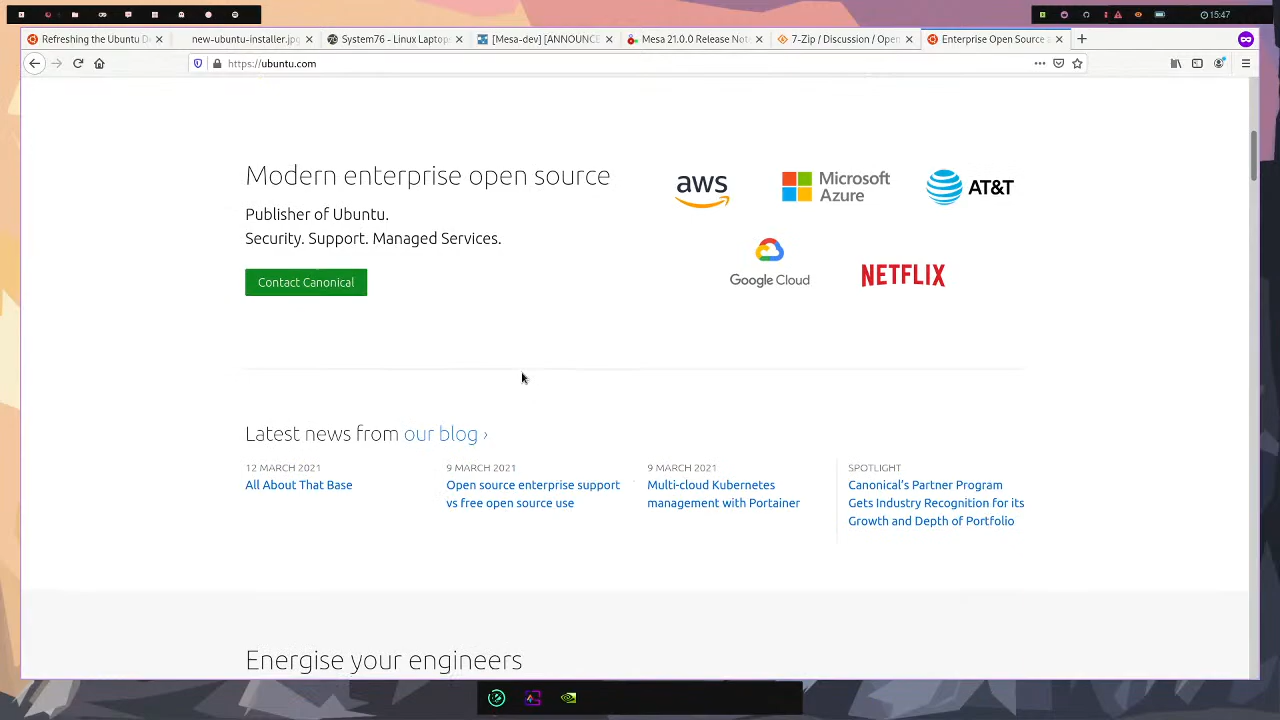 15:47
Refreshing the Ubuntu D
new-ubuntu-installer.jpg
System76 - Linux Laptop
[Mesa-dev] [ANNOUNCE
Mesa 21.0.0 Release Not
7-Zip / Discussion / Open
Enterprise Open Source
https://ubuntu.com
Modern enterprise open source
Publisher of Ubuntu.
Security. Support. Managed Services.
Contact Canonical
aws
Microsoft
Azure
AT&T
Google Cloud
NETFLIX
Latest news from our blog ›
12 MARCH 2021
All About That Base
9 MARCH 2021
Open source enterprise support
vs free open source use
9 MARCH 2021
Multi-cloud Kubernetes
management with Portainer
SPOTLIGHT
Canonical's Partner Program
Gets Industry Recognition for its
Growth and Depth of Portfolio
Energise your engineers